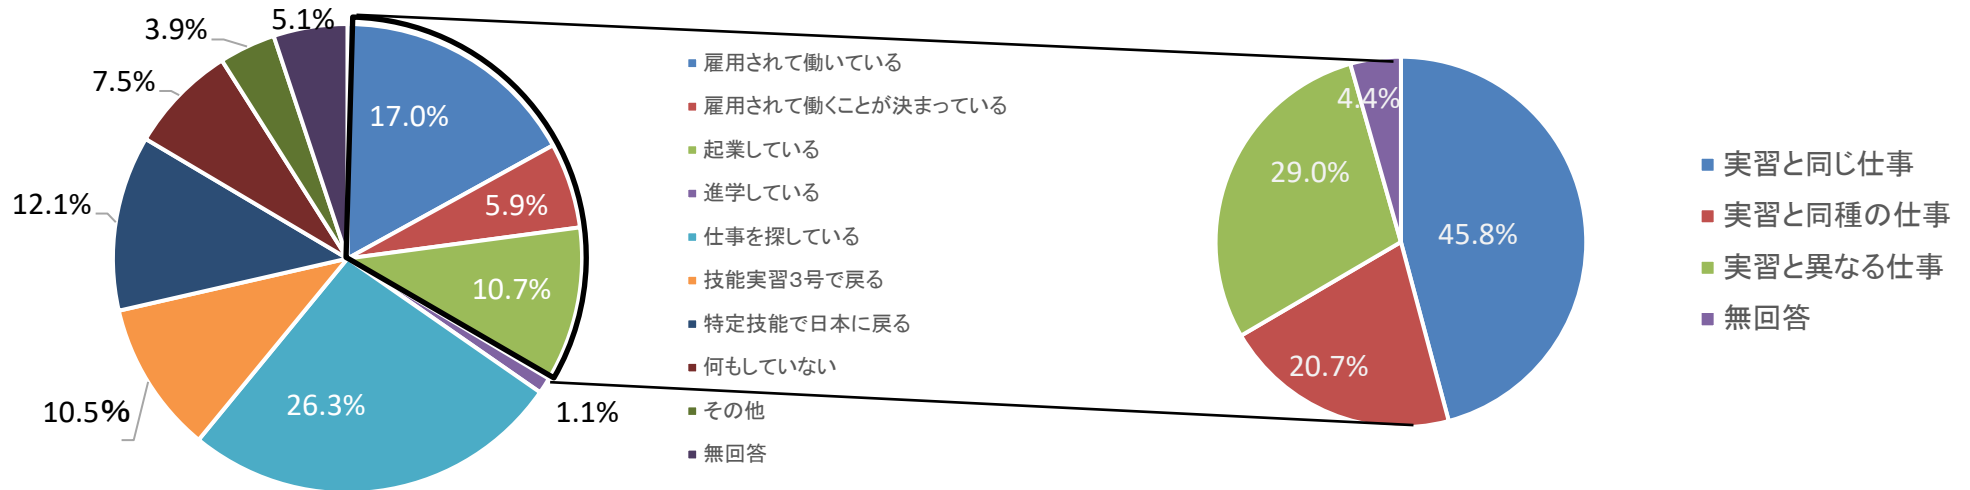 5.1%
3.9%
7.5%
12.1%
10.5%
26.3%
1.1%
10.7%
5.9%
17.0%
雇用されて働いている
雇用されて働くことが決まっている
起業している
進学している
仕事を探している
技能実習3号で戻る
特定技能で日本に戻る
何もしていない
その他
無回答
4.4%
29.0%
45.8%
20.7%
実習と同じ仕事
実習と同種の仕事
実習と異なる仕事
無回答